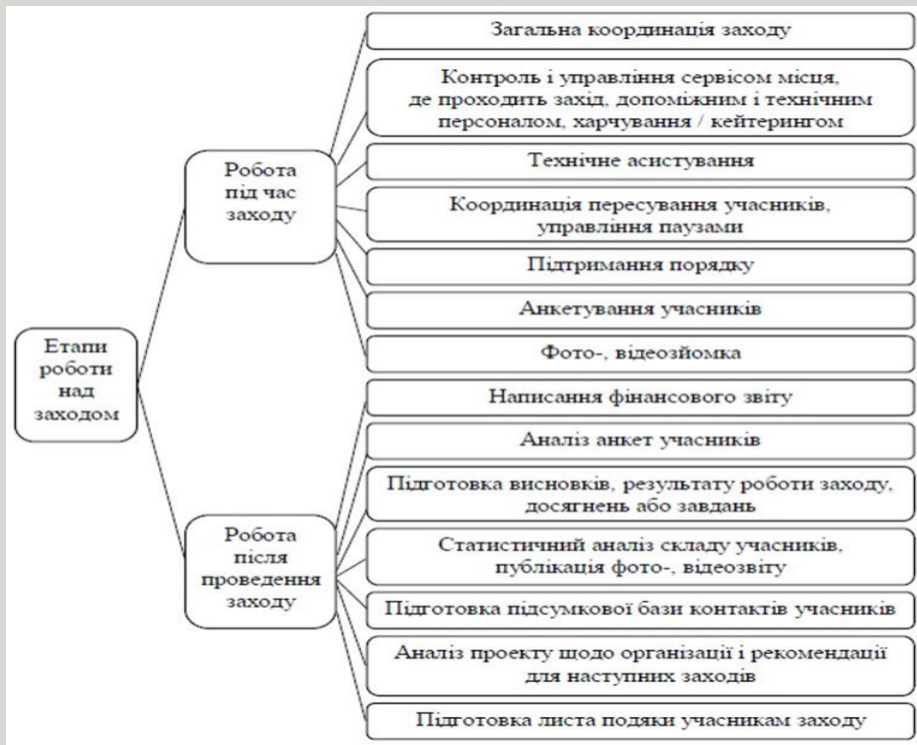 Етапи
роботи
над
заходом
Робота
під час
заходу
Загальна координація заходу
Контроль і управління сервісом місця,
де проходить захід, допоміжним і технічним
персоналом, харчування / кейтерингом
Технічне асистування
Координація пересування учасників,
управління паузами
Підтримання порядку
Анкетування учасників
Фото-, відеозйомка
Робота
після
проведення
заходу
Написання фінансового звіту
Аналіз анкет учасників
Підготовка висновків, результату роботи заходу,
досягнень або завдань
Статистичний аналіз складу учасників,
публікація фото-, відеозвіту
Підготовка підсумкової бази контактів учасників
Аналіз проекту щодо організації і рекомендації
для наступних заходів
Підготовка листа подяки учасникам заходу